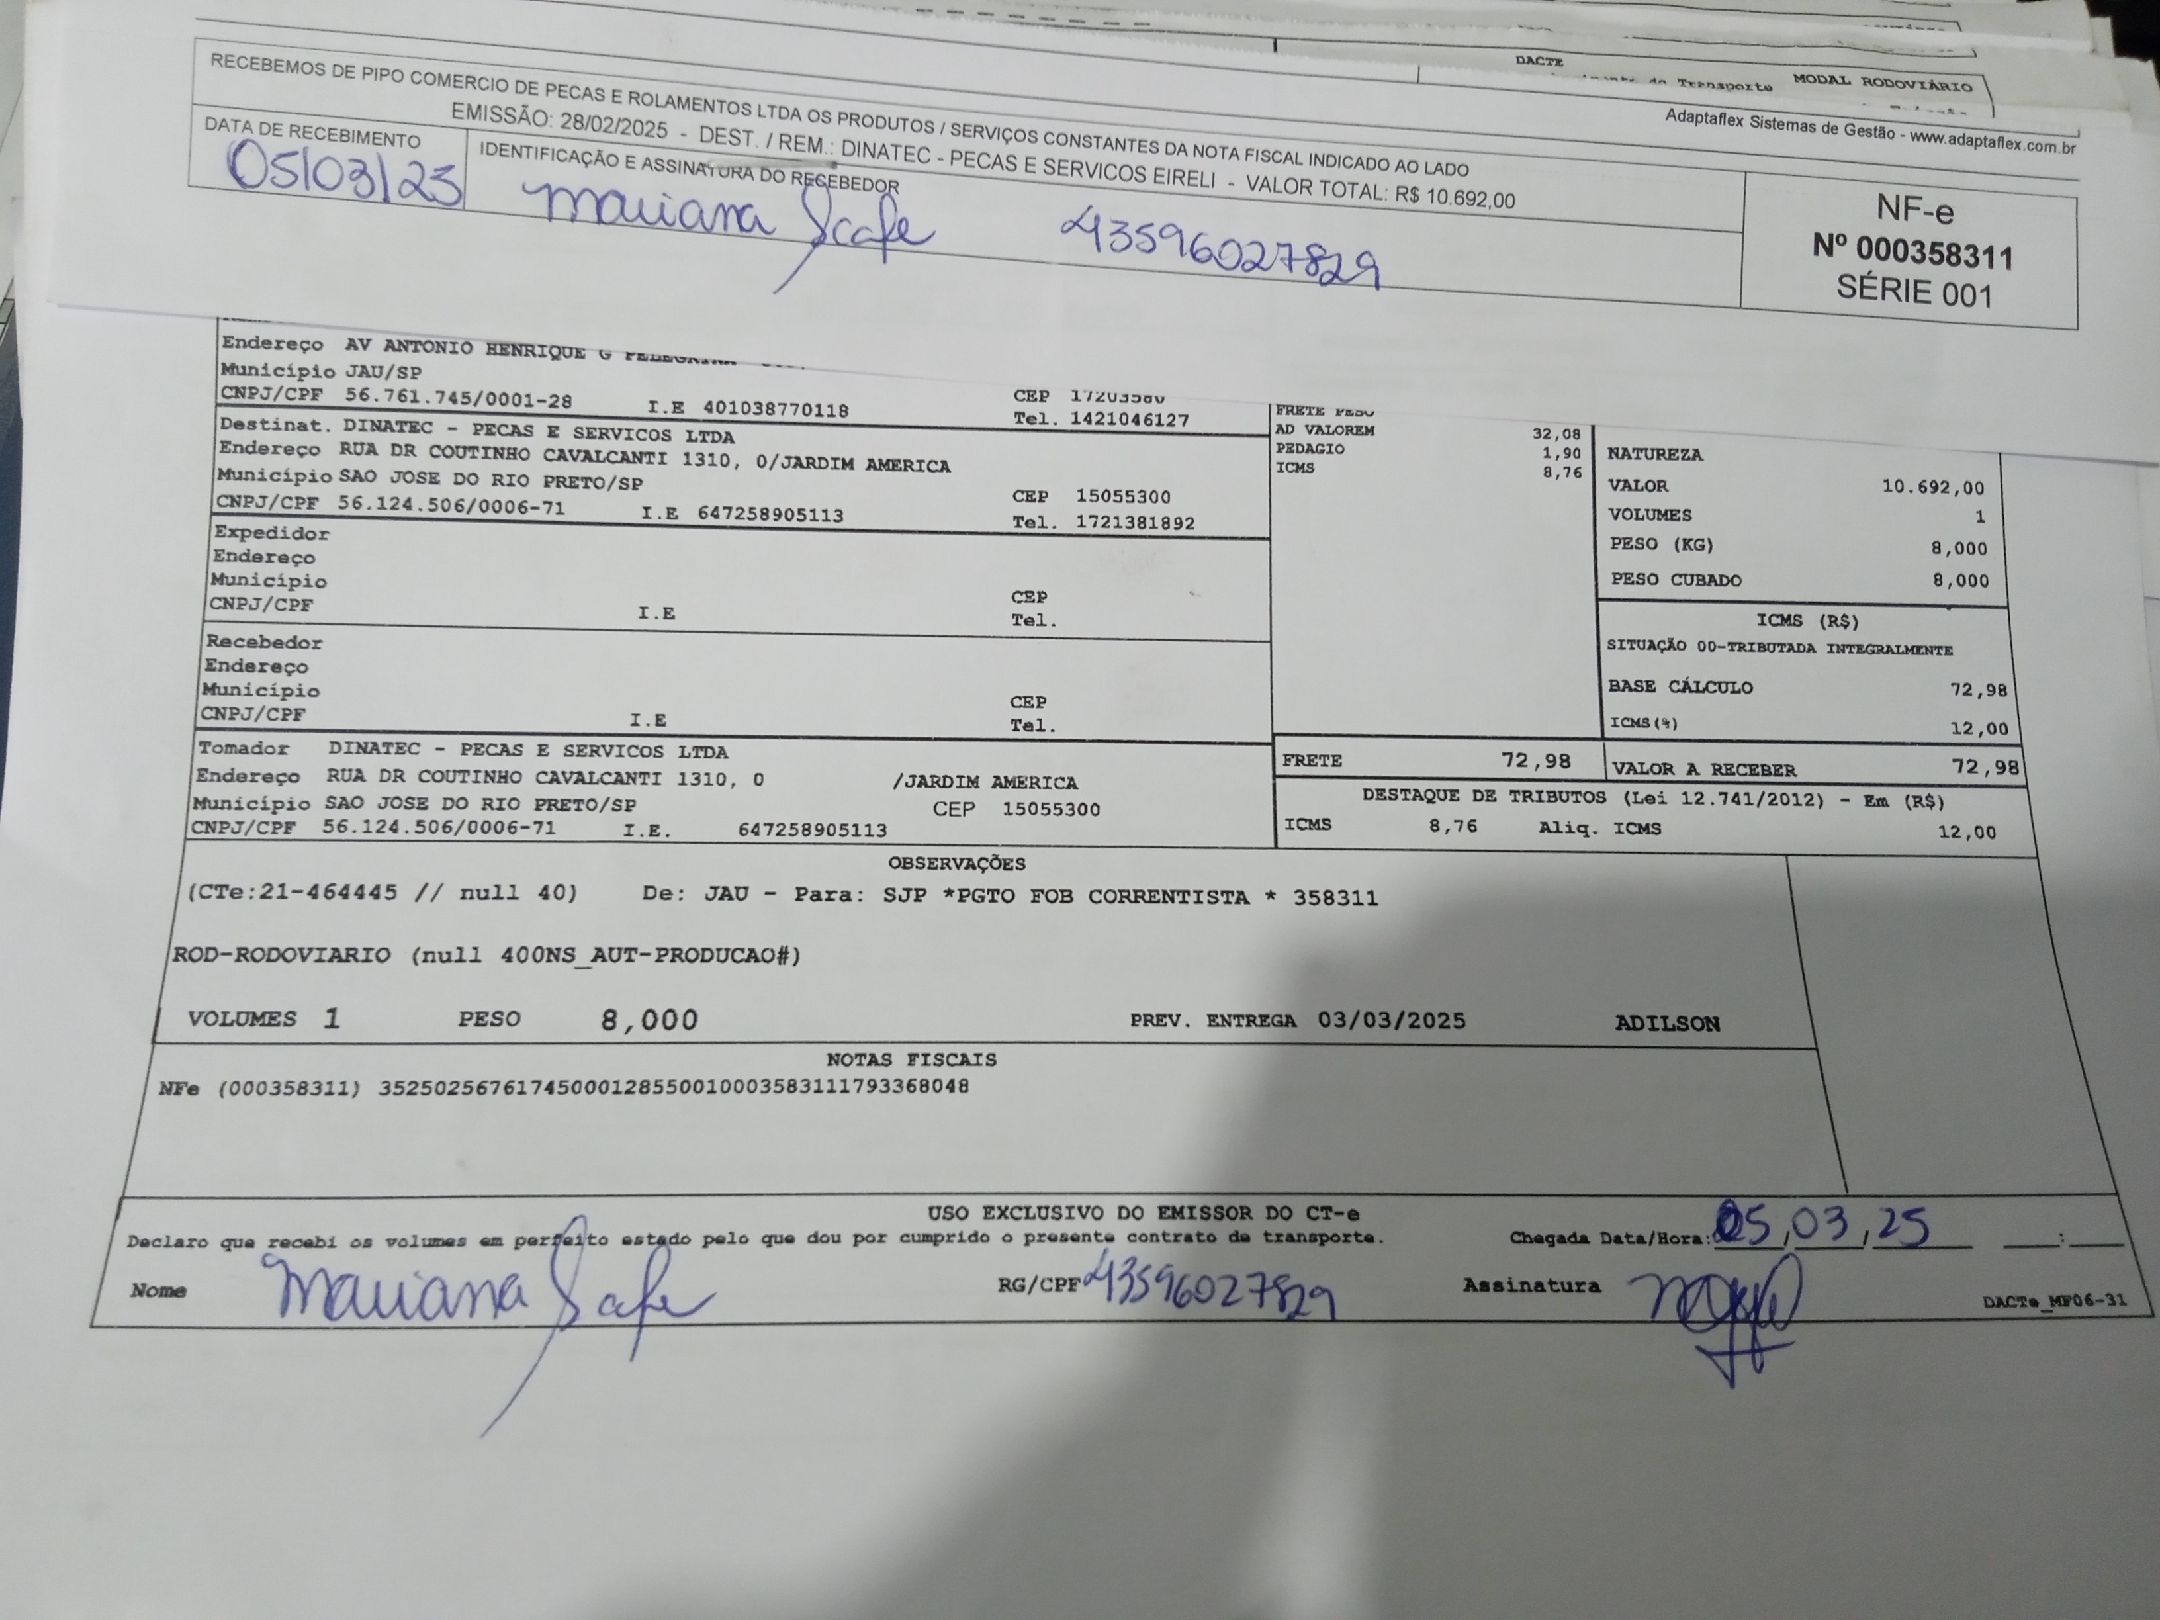 DACTE
MODAL RODOVIÁRIO
Adaptaflex Sistemas de Gestão - www.adaptaflex.com.br
RECEBEMOS DE PIPO COMERCIO DE PECAS E ROLAMENTOS LTDA OS PRODUTOS / SERVIÇOS CONSTANTES DA NOTA FISCAL INDICADO AO LADO
EMISSÃO: 28/02/2025 - DEST. / REM.: DINATEC - PECAS E SERVICOS EIRELI - VALOR TOTAL: R$ 10.692,00
DATA DE RECEBIMENTO
05/03/25
IDENTIFICAÇÃO E ASSINATURA DO RECEBEDOR
Mariana Scafe 43596027829
NF-e
Nº 000358311
SÉRIE 001
Endereço AV ANTONIO HENRIQUE G
Município JAU/SP
CEP
CNPJ/CPF 56.761.745/0001-28 I.E 401038770118 Tel. 1421046127
Destinat. DINATEC - PECAS E SERVICOS LTDA
Endereço RUA DR COUTINHO CAVALCANTI 1310, 0/JARDIM AMERICA
Município SAO JOSE DO RIO PRETO/SP CEP 15055300
CNPJ/CPF 56.124.506/0006-71 I.E 647258905113 Tel. 1721381892
Expedidor
Endereço
Município CEP
CNPJ/CPF I.E Tel.
Recebedor
Endereço
Município CEP
CNPJ/CPF I.E Tel.
Tomador DINATEC - PECAS E SERVICOS LTDA
Endereço RUA DR COUTINHO CAVALCANTI 1310, 0 /JARDIM AMERICA
Município SAO JOSE DO RIO PRETO/SP CEP 15055300
CNPJ/CPF 56.124.506/0006-71 I.E. 647258905113
FRETE PESO
AD VALOREM 32,08
PEDAGIO 1,90
ICMS 8,76
NATUREZA
VALOR 10.692,00
VOLUMES 1
PESO (KG) 8,000
PESO CUBADO 8,000
ICMS (R$)
SITUAÇÃO 00-TRIBUTADA INTEGRALMENTE
BASE CÁLCULO 72,98
ICMS(%) 12,00
FRETE 72,98 VALOR A RECEBER 72,98
DESTAQUE DE TRIBUTOS (Lei 12.741/2012) - Em (R$)
ICMS 8,76 Aliq. ICMS 12,00
OBSERVAÇÕES
(CTe:21-464445 // null 40) De: JAU - Para: SJP *PGTO FOB CORRENTISTA * 358311
ROD-RODOVIARIO (null 400NS_AUT-PRODUCAO#)
VOLUMES 1 PESO 8,000 PREV. ENTREGA 03/03/2025 ADILSON
NOTAS FISCAIS
NFe (000358311) 35250256761745000128550010003583111793368048
USO EXCLUSIVO DO EMISSOR DO CT-e
Declaro que recebi os volumes em perfeito estado pelo que dou por cumprido o presente contrato de transporte. Chegada Data/Hora: 05/03/25 :
Nome Mariana Scafe RG/CPF 43596027829 Assinatura DACTe_MF06-31